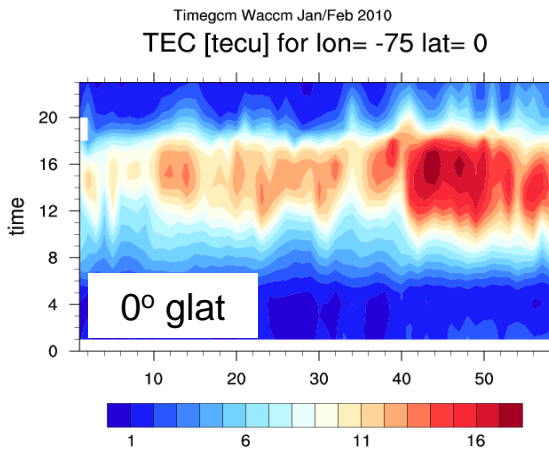 Timegcm Waccm Jan/Feb 2010
TEC [tecu] for lon= -75 lat= 0
20
16
12
8
4
0
time
0º glat
10 20 30 40 50
1 6 11 16